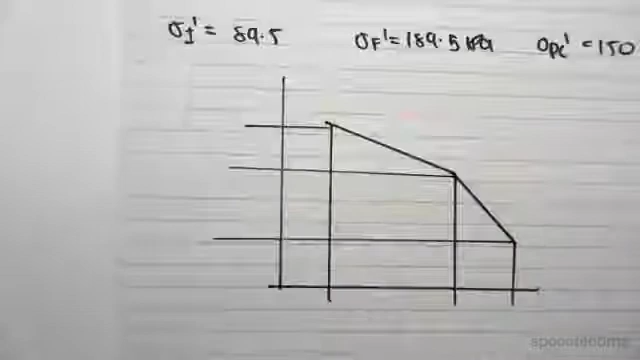 σ1' = 89.5 σF' = 189.5 kPa σpc' = 150